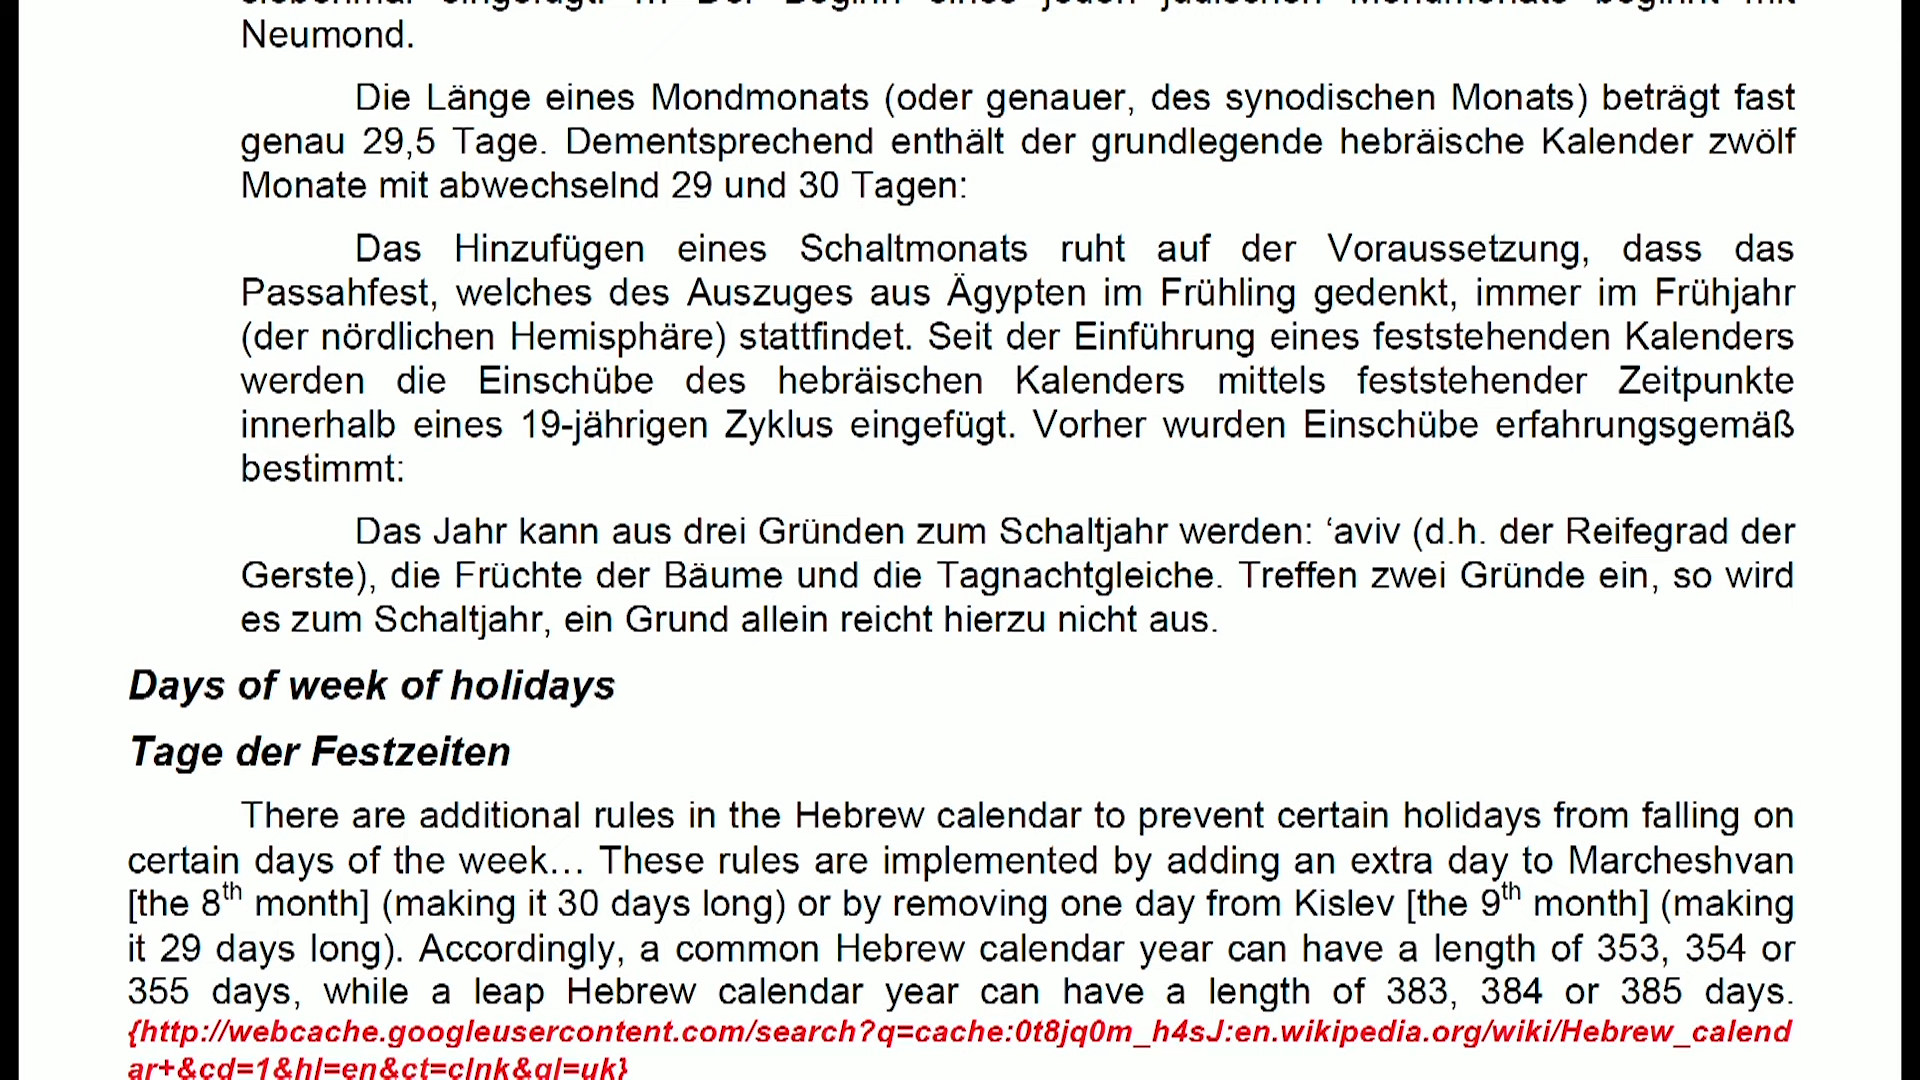 siebenmal eingefügt. ... Der Beginn eines jeden jüdischen Mondmonats beginnt mit
Neumond.
Die Länge eines Mondmonats (oder genauer, des synodischen Monats) beträgt fast
genau 29,5 Tage. Dementsprechend enthält der grundlegende hebräische Kalender zwölf
Monate mit abwechselnd 29 und 30 Tagen:
Das Hinzufügen eines Schaltmonats ruht auf der Voraussetzung, dass das
Passahfest, welches des Auszuges aus Ägypten im Frühling gedenkt, immer im Frühjahr
(der nördlichen Hemisphäre) stattfindet. Seit der Einführung eines feststehenden Kalenders
werden die Einschübe des hebräischen Kalenders mittels feststehender Zeitpunkte
innerhalb eines 19-jährigen Zyklus eingefügt. Vorher wurden Einschübe erfahrungsgemäß
bestimmt:
Das Jahr kann aus drei Gründen zum Schaltjahr werden: ‘aviv (d.h. der Reifegrad der
Gerste), die Früchte der Bäume und die Tagnachtgleiche. Treffen zwei Gründe ein, so wird
es zum Schaltjahr, ein Grund allein reicht hierzu nicht aus.
Days of week of holidays
Tage der Festzeiten
There are additional rules in the Hebrew calendar to prevent certain holidays from falling on
certain days of the week… These rules are implemented by adding an extra day to Marcheshvan
[the 8th month] (making it 30 days long) or by removing one day from Kislev [the 9th month] (making
it 29 days long). Accordingly, a common Hebrew calendar year can have a length of 353, 354 or
355 days, while a leap Hebrew calendar year can have a length of 383, 384 or 385 days.
{http://webcache.googleusercontent.com/search?q=cache:0t8jq0m_h4sJ:en.wikipedia.org/wiki/Hebrew_calend
ar+&cd=1&hl=en&ct=clnk&gl=uk}